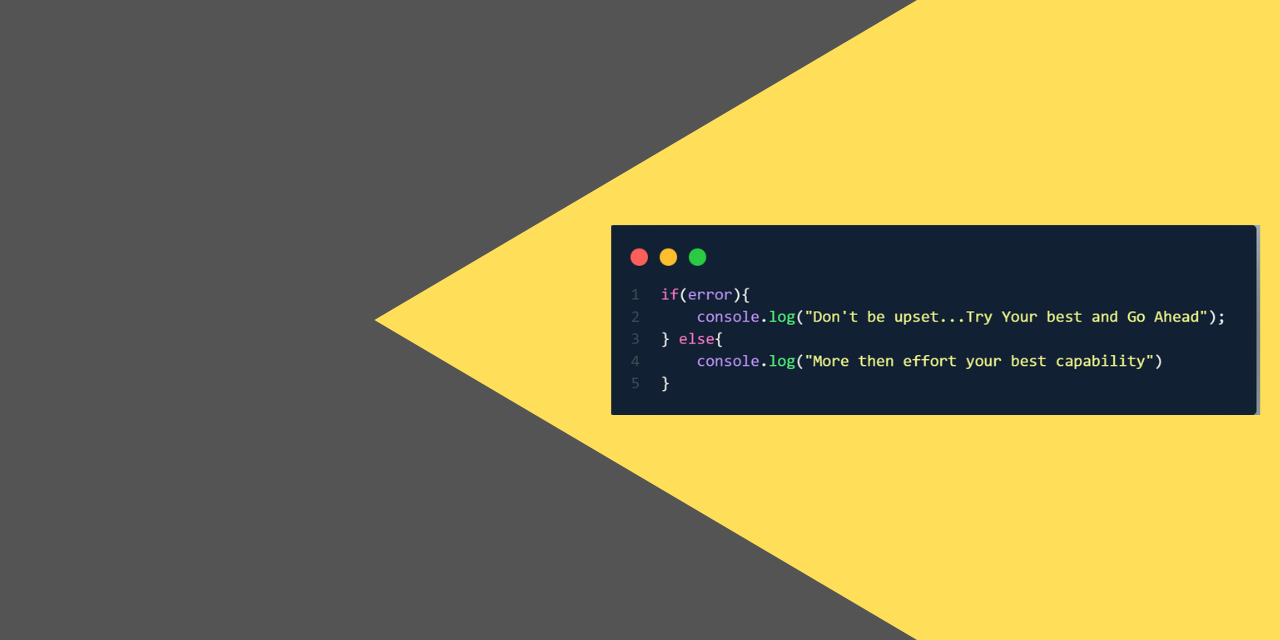 1 if(error){
2 console.log("Don't be upset...Try Your best and Go Ahead");
3 } else{
4 console.log("More then effort your best capability")
5 }